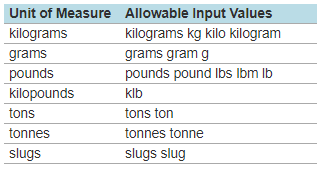 Unit of Measure Allowable Input Values
kilograms kilograms kg kilo kilogram
grams grams gram g
pounds pounds pound lbs lbm lb
kilopounds klb
tons tons ton
tonnes tonnes tonne
slugs slugs slug